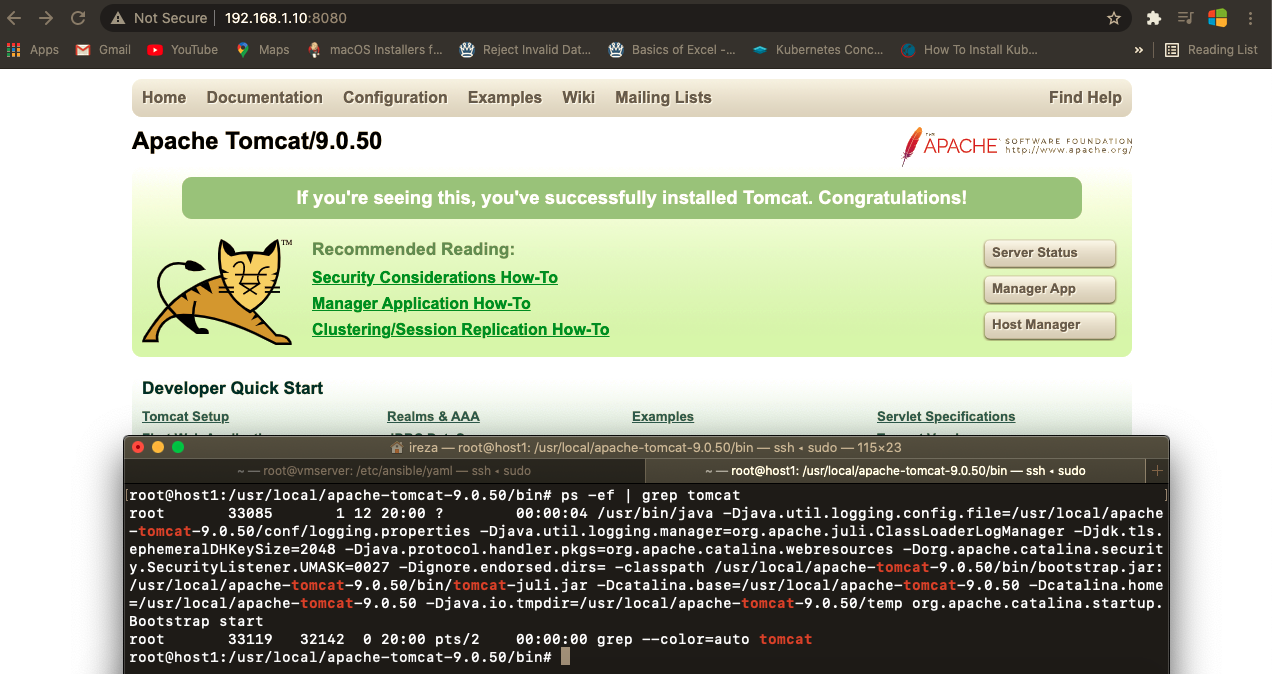 Not Secure | 192.168.1.10:8080
Apps Gmail YouTube Maps macOS Installers f... Reject Invalid Dat... Basics of Excel -... Kubernetes Conc... How To Install Kub... » Reading List
Home Documentation Configuration Examples Wiki Mailing Lists Find Help
Apache Tomcat/9.0.50
THE APACHE SOFTWARE FOUNDATION
http://www.apache.org/
If you're seeing this, you've successfully installed Tomcat. Congratulations!
TM
Recommended Reading:
Security Considerations How-To
Manager Application How-To
Clustering/Session Replication How-To
Server Status
Manager App
Host Manager
Developer Quick Start
Tomcat Setup Realms & AAA Examples Servlet Specifications
ireza — root@host1: /usr/local/apache-tomcat-9.0.50/bin — ssh ◂ sudo — 115×23
~ — root@vmserver: /etc/ansible/yaml — ssh ◂ sudo ~ — root@host1: /usr/local/apache-tomcat-9.0.50/bin — ssh ◂ sudo +
[root@host1:/usr/local/apache-tomcat-9.0.50/bin# ps -ef | grep tomcat ]
root 33085 1 12 20:00 ? 00:00:04 /usr/bin/java -Djava.util.logging.config.file=/usr/local/apache
-tomcat-9.0.50/conf/logging.properties -Djava.util.logging.manager=org.apache.juli.ClassLoaderLogManager -Djdk.tls.
ephemeralDHKeySize=2048 -Djava.protocol.handler.pkgs=org.apache.catalina.webresources -Dorg.apache.catalina.securit
y.SecurityListener.UMASK=0027 -Dignore.endorsed.dirs= -classpath /usr/local/apache-tomcat-9.0.50/bin/bootstrap.jar:
/usr/local/apache-tomcat-9.0.50/bin/tomcat-juli.jar -Dcatalina.base=/usr/local/apache-tomcat-9.0.50 -Dcatalina.home
=/usr/local/apache-tomcat-9.0.50 -Djava.io.tmpdir=/usr/local/apache-tomcat-9.0.50/temp org.apache.catalina.startup.
Bootstrap start
root 33119 32142 0 20:00 pts/2 00:00:00 grep --color=auto tomcat
root@host1:/usr/local/apache-tomcat-9.0.50/bin#